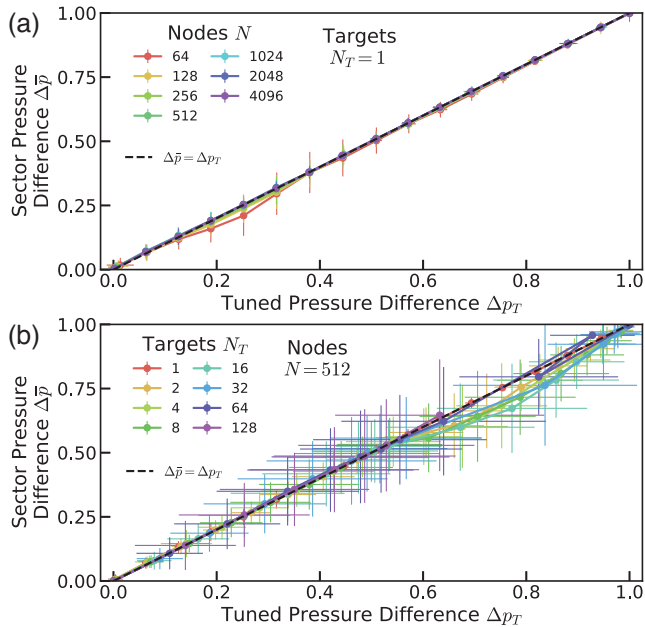 (a)
Nodes N
64
128
256
512
1024
2048
4096
Targets
N_T = 1
Δp̄ = Δp_T
Sector Pressure
Difference Δp̄
1.00
0.75
0.50
0.25
0.00
0.0 0.2 0.4 0.6 0.8 1.0
Tuned Pressure Difference Δp_T
(b)
Targets N_T
1
2
4
8
16
32
64
128
Nodes
N = 512
Δp̄ = Δp_T
Sector Pressure
Difference Δp̄
1.00
0.75
0.50
0.25
0.00
0.0 0.2 0.4 0.6 0.8 1.0
Tuned Pressure Difference Δp_T